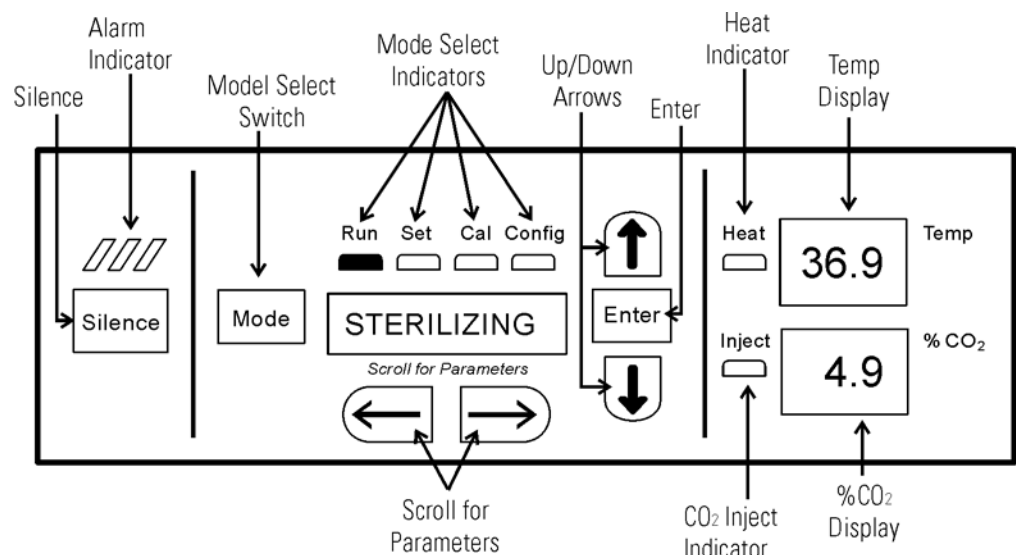 Alarm
Indicator
Silence
Model Select
Switch
Mode Select
Indicators
Up/Down
Arrows
Enter
Heat
Indicator
Temp
Display
Silence
Mode
Run Set Cal Config
STERILIZING
Scroll for Parameters
Enter
Heat
36.9
Temp
Inject
4.9
% CO₂
Scroll for
Parameters
CO₂ Inject
Indicator
%CO₂
Display